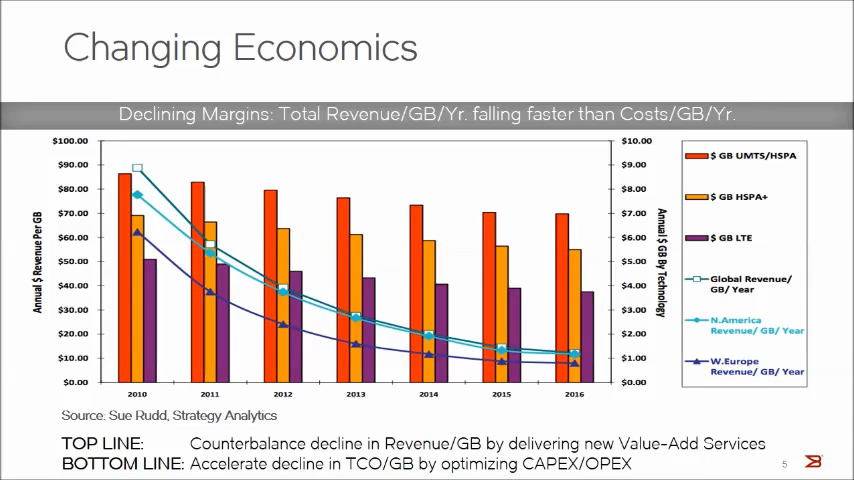 Changing Economics
Declining Margins: Total Revenue/GB/Yr. falling faster than Costs/GB/Yr.
Annual $ Revenue Per GB
$100.00
$90.00
$80.00
$70.00
$60.00
$50.00
$40.00
$30.00
$20.00
$10.00
$0.00
2010
2011
2012
2013
2014
2015
2016
$10.00
$9.00
$8.00
$7.00
$6.00
$5.00
$4.00
$3.00
$2.00
$1.00
$0.00
Annual $ GB By Technology
$ GB UMTS/HSPA
$ GB HSPA+
$ GB LTE
Global Revenue/
GB/ Year
N.America
Revenue/ GB/ Year
W.Europe
Revenue/ GB/ Year
Source: Sue Rudd, Strategy Analytics
TOP LINE: Counterbalance decline in Revenue/GB by delivering new Value-Add Services
BOTTOM LINE: Accelerate decline in TCO/GB by optimizing CAPEX/OPEX
5